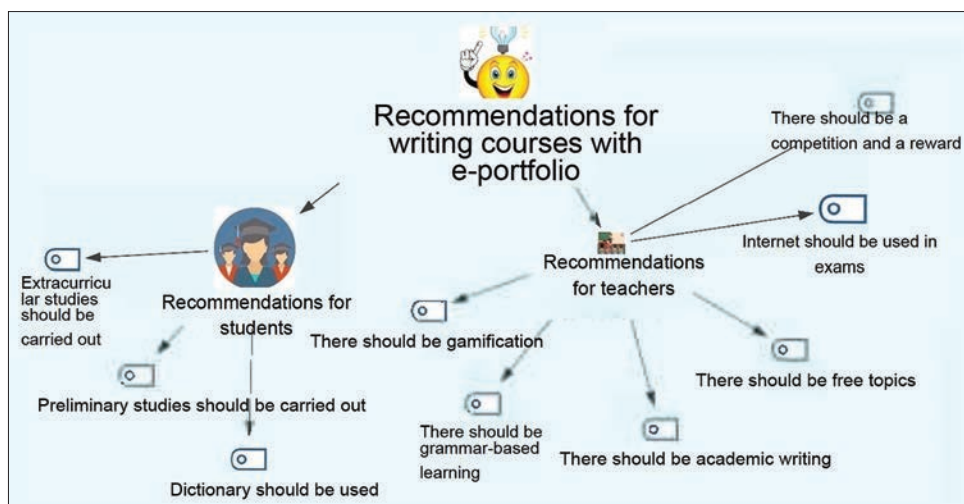 Recommendations for
writing courses with
e-portfolio
There should be a
competition and a reward
Internet should be used in
exams
Recommendations
for teachers
Extracurricu
lar studies
should be
carried out
Recommendations for
students
There should be gamification
There should be free topics
Preliminary studies should be carried out
There should be
grammar-based
learning
There should be academic writing
Dictionary should be used